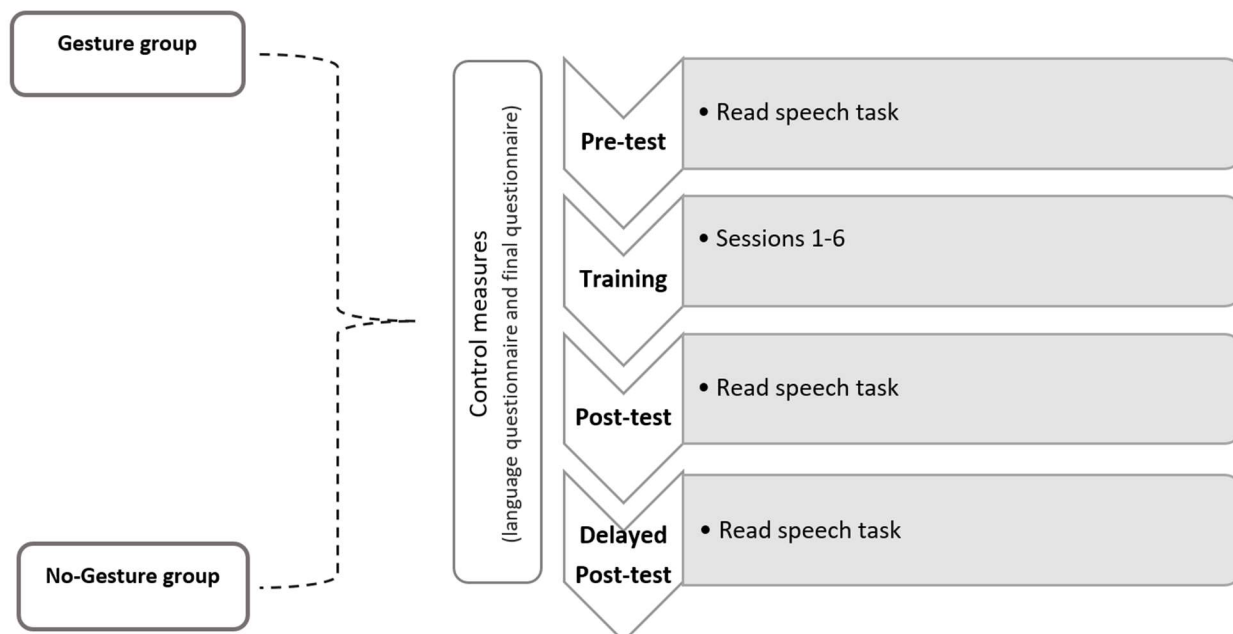 Gesture group
No-Gesture group
Control measures
(language questionnaire and final questionnaire)
Pre-test
• Read speech task
Training
• Sessions 1-6
Post-test
• Read speech task
Delayed
Post-test
• Read speech task